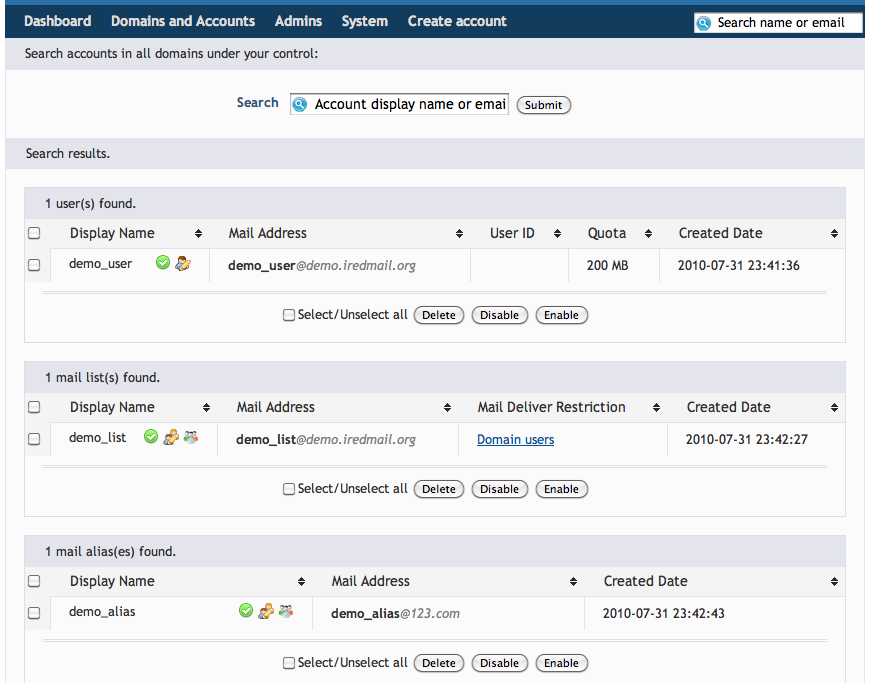 Dashboard Domains and Accounts Admins System Create account Search name or email
Search accounts in all domains under your control:
Search Account display name or emai Submit
Search results.
1 user(s) found.
Display Name Mail Address User ID Quota Created Date
demo_user demo_user@demo.iredmail.org 200 MB 2010-07-31 23:41:36
Select/Unselect all Delete Disable Enable
1 mail list(s) found.
Display Name Mail Address Mail Deliver Restriction Created Date
demo_list demo_list@demo.iredmail.org Domain users 2010-07-31 23:42:27
Select/Unselect all Delete Disable Enable
1 mail alias(es) found.
Display Name Mail Address Created Date
demo_alias demo_alias@123.com 2010-07-31 23:42:43
Select/Unselect all Delete Disable Enable